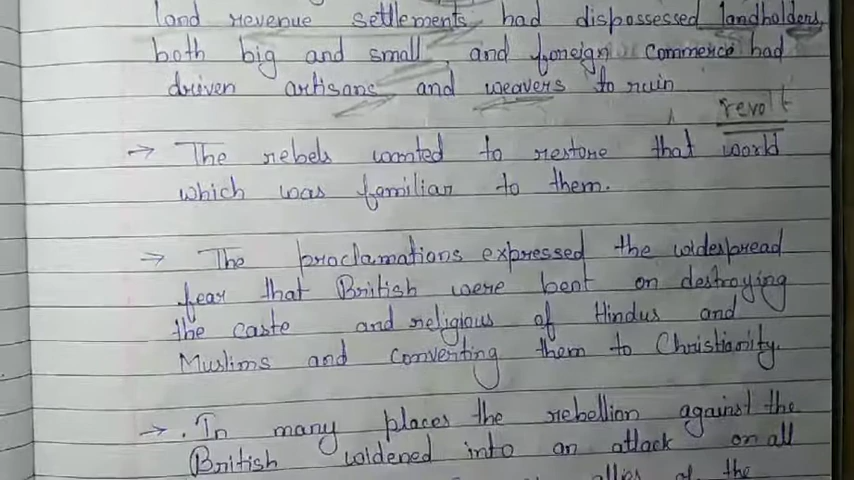 land revenue settlements had dispossessed landholders,
both big and small and foreign commerce had
driven artisans and weavers to ruin
revolt
→ The rebels wanted to restore that world
which was familiar to them.
→ The proclamations expressed the widespread
fear that British were bent on destroying
the caste and religious of Hindus and
Muslims and converting them to Christianity.
→ In many places the rebellion against the
British widened into an attack on all
allies of the